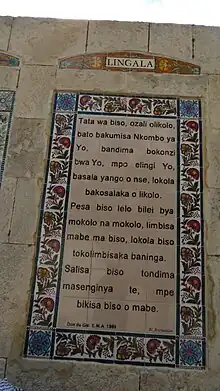 LINGALA
Tata wa biso, ozali olikolo,
bato bakumisa Nkombo ya
Yo, bandima bokonzi
bwa Yo, mpo elingi Yo,
basala yango o nse, lokola
bakosalaka o likolo.
Pesa biso lelo bilei bya
mokolo na mokolo, limbisa
mabe ma biso, lokola biso
tokolimbisaka baninga.
Salisa biso tondima
masenginya te, mpe
bikisa biso o mabe.